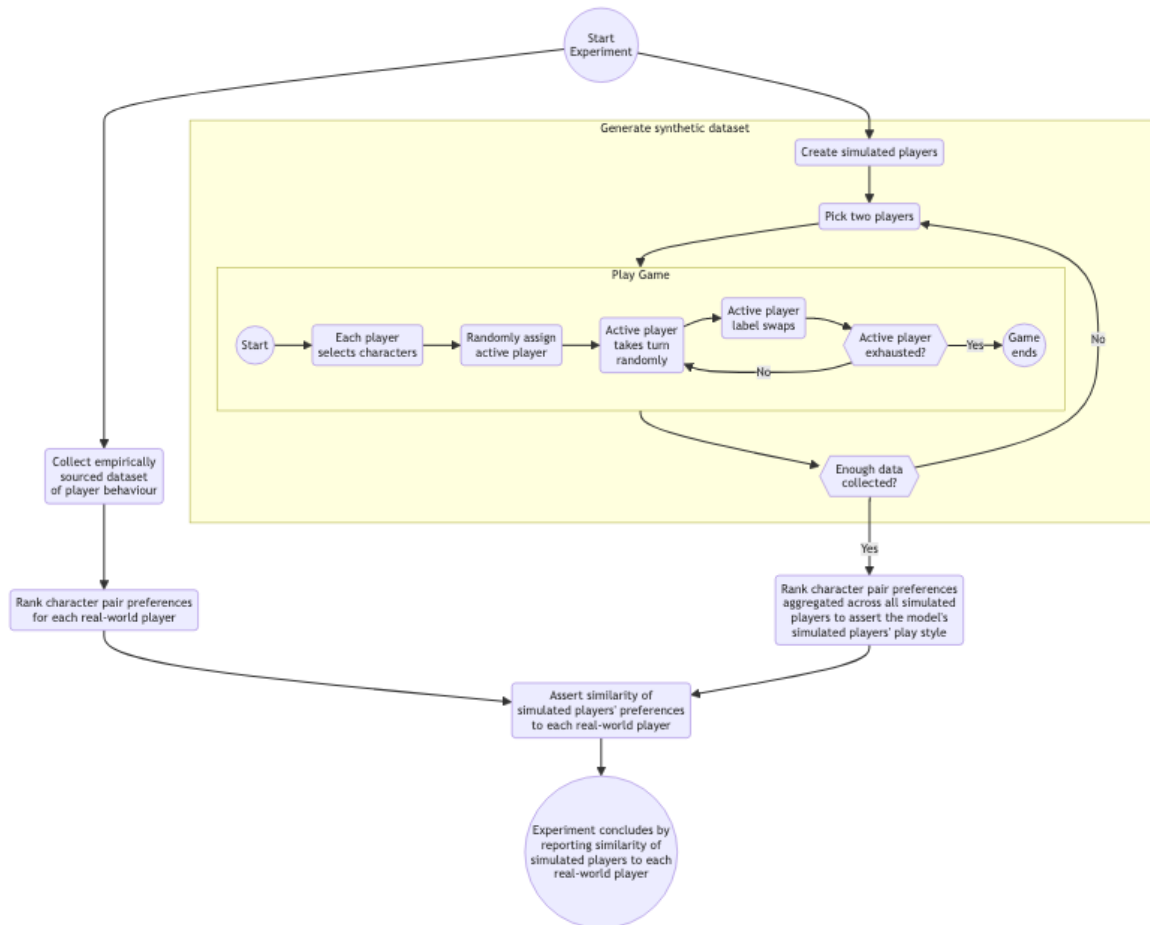 Start
Experiment
Generate synthetic dataset
Create simulated players
Pick two players
Play Game
Start
Each player
selects characters
Randomly assign
active player
Active player
takes turn
randomly
Active player
label swaps
Active player
exhausted?
Yes
Game
ends
No
No
Collect empirically
sourced dataset
of player behaviour
Enough data
collected?
Yes
Rank character pair preferences
for each real-world player
Rank character pair preferences
aggregated across all simulated
players to assert the model's
simulated players' play style
Assert similarity of
simulated players' preferences
to each real-world player
Experiment concludes by
reporting similarity of
simulated players to each
real-world player